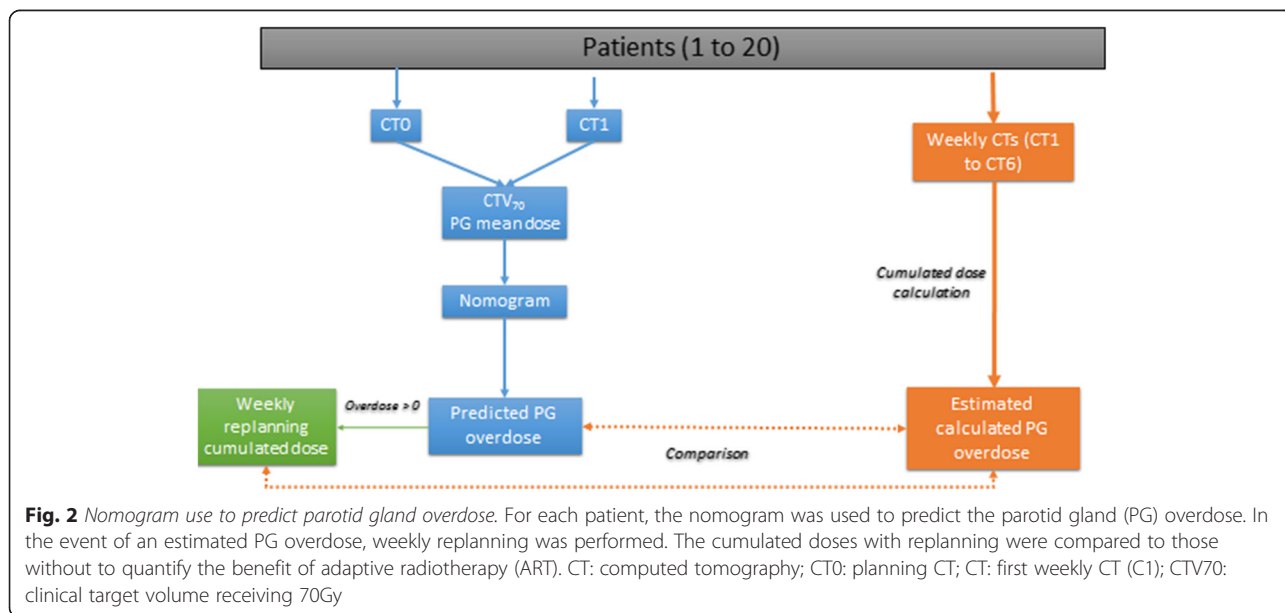 Patients (1 to 20)
CT0
CT1
Weekly CTs (CT1
to CT6)
CTV70
PG mean dose
Cumulated dose
calculation
Nomogram
Weekly
replanning
cumulated dose
Overdose > 0
Predicted PG
overdose
Comparison
Estimated
calculated PG
overdose
Fig. 2 Nomogram use to predict parotid gland overdose. For each patient, the nomogram was used to predict the parotid gland (PG) overdose. In
the event of an estimated PG overdose, weekly replanning was performed. The cumulated doses with replanning were compared to those
without to quantify the benefit of adaptive radiotherapy (ART). CT: computed tomography; CT0: planning CT; CT: first weekly CT (C1); CTV70:
clinical target volume receiving 70Gy